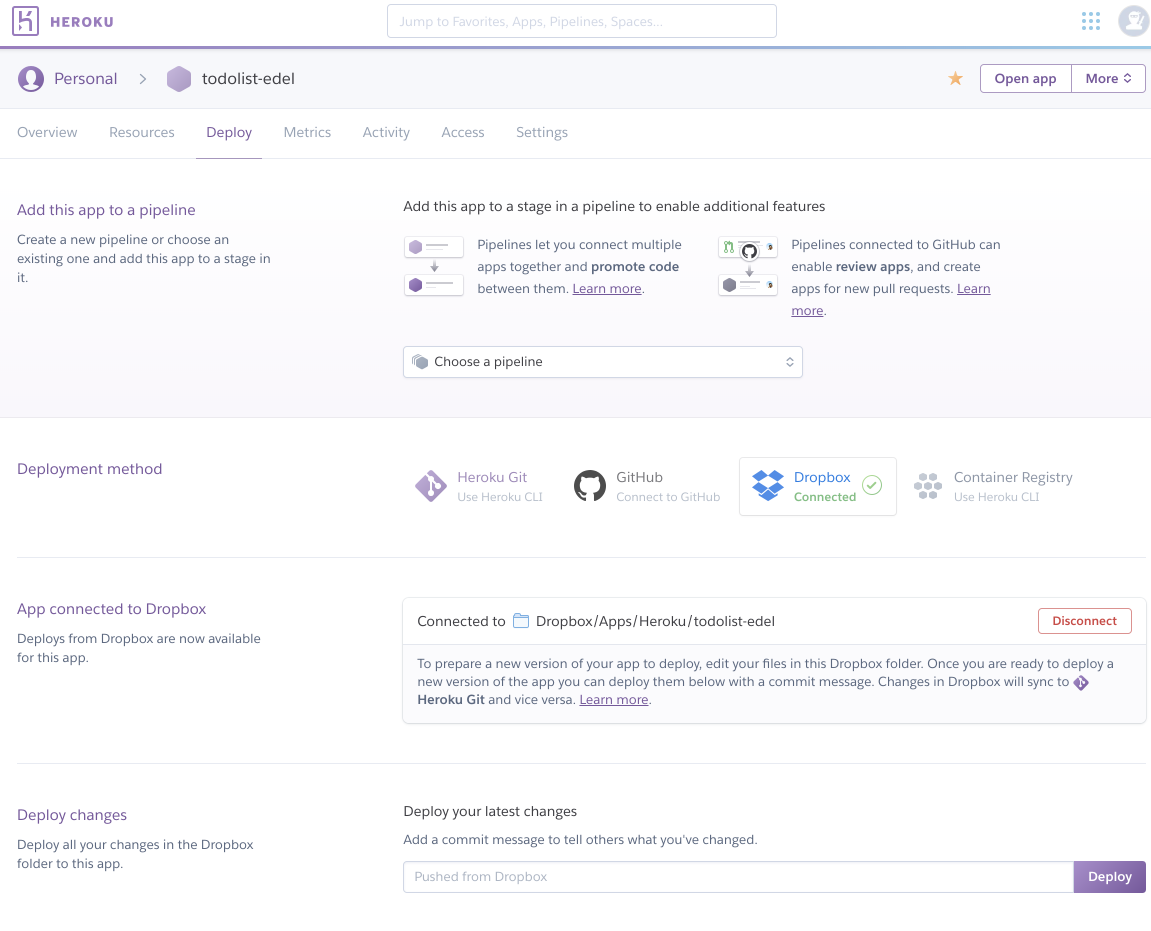 HEROKU
Jump to Favorites, Apps, Pipelines, Spaces...
Personal
todolist-edel
Open app
More
Overview
Resources
Deploy
Metrics
Activity
Access
Settings
Add this app to a pipeline
Create a new pipeline or choose an
existing one and add this app to a stage in
it.
Add this app to a stage in a pipeline to enable additional features
Pipelines let you connect multiple
apps together and promote code
between them. Learn more.
Pipelines connected to GitHub can
enable review apps, and create
apps for new pull requests. Learn
more.
Choose a pipeline
Deployment method
Heroku Git
Use Heroku CLI
GitHub
Connect to GitHub
Dropbox
Connected
Container Registry
Use Heroku CLI
App connected to Dropbox
Deploys from Dropbox are now available
for this app.
Connected to Dropbox/Apps/Heroku/todolist-edel
Disconnect
To prepare a new version of your app to deploy, edit your files in this Dropbox folder. Once you are ready to deploy a
new version of the app you can deploy them below with a commit message. Changes in Dropbox will sync to
Heroku Git and vice versa. Learn more.
Deploy changes
Deploy all your changes in the Dropbox
folder to this app.
Deploy your latest changes
Add a commit message to tell others what you've changed.
Pushed from Dropbox
Deploy